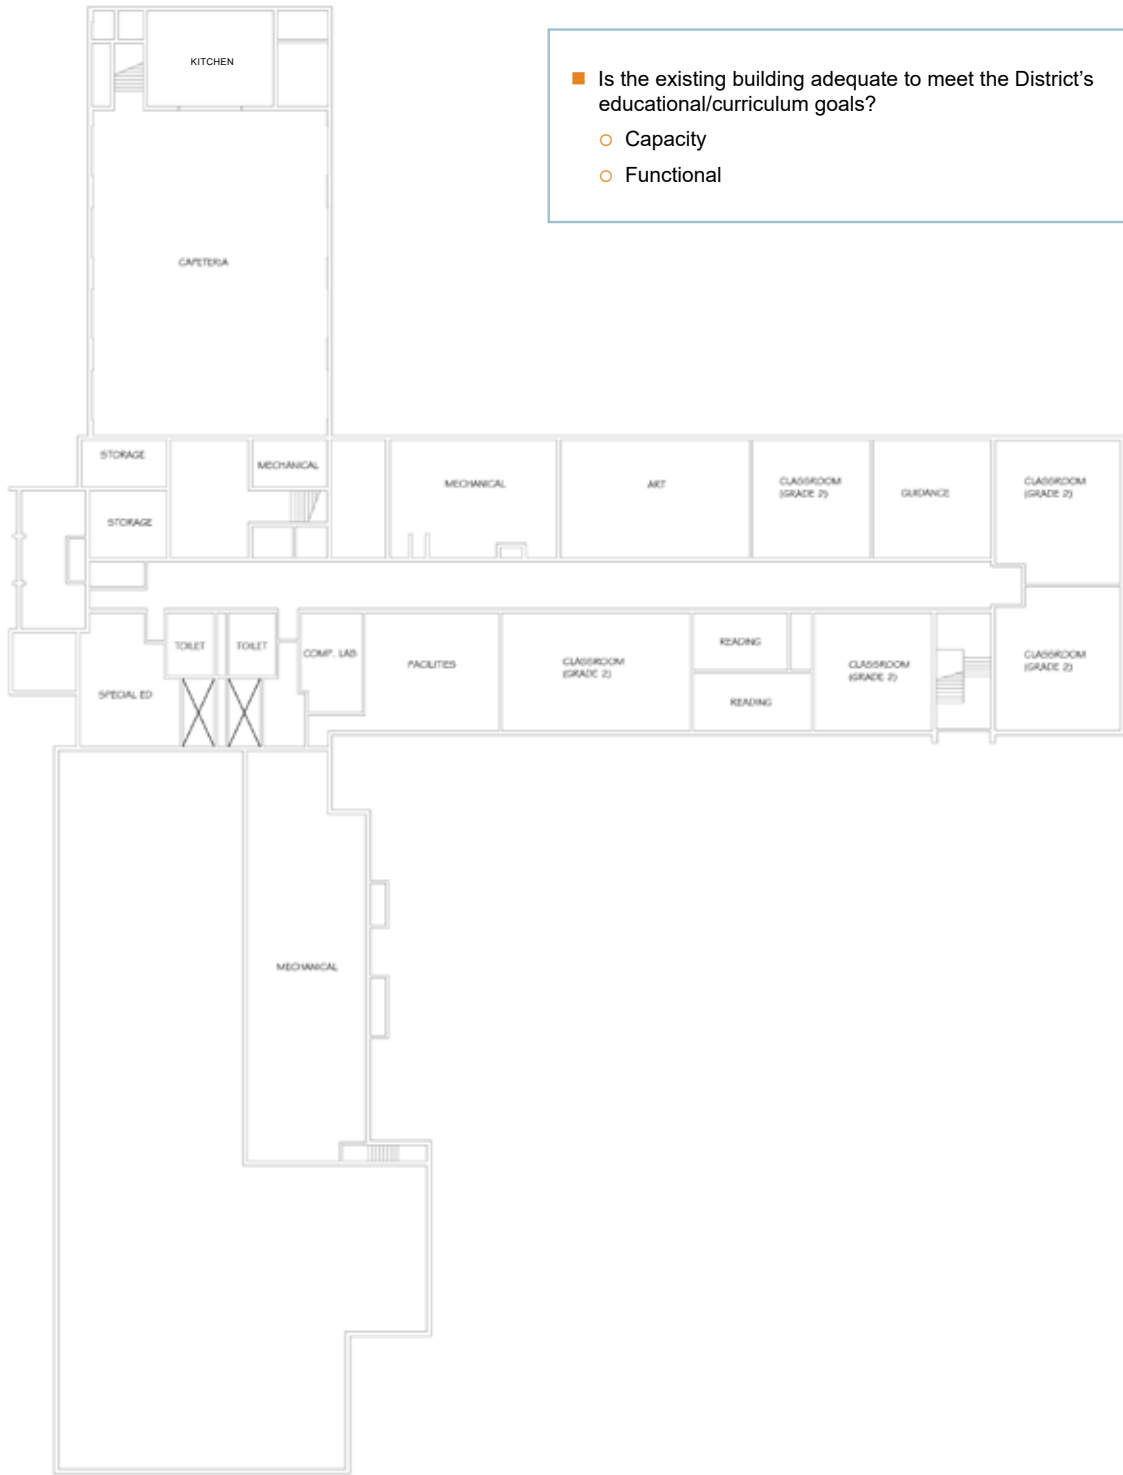 KITCHEN
■ Is the existing building adequate to meet the District’s
educational/curriculum goals?
○ Capacity
○ Functional
CAFETERIA
STORAGE
MECHANICAL
MECHANICAL
ART
CLASSROOM
(GRADE 2)
GUIDANCE
CLASSROOM
(GRADE 2)
STORAGE
TOILET
TOILET
COMP. LAB
FACILITIES
CLASSROOM
(GRADE 2)
READING
CLASSROOM
(GRADE 2)
CLASSROOM
(GRADE 2)
SPECIAL ED
READING
MECHANICAL